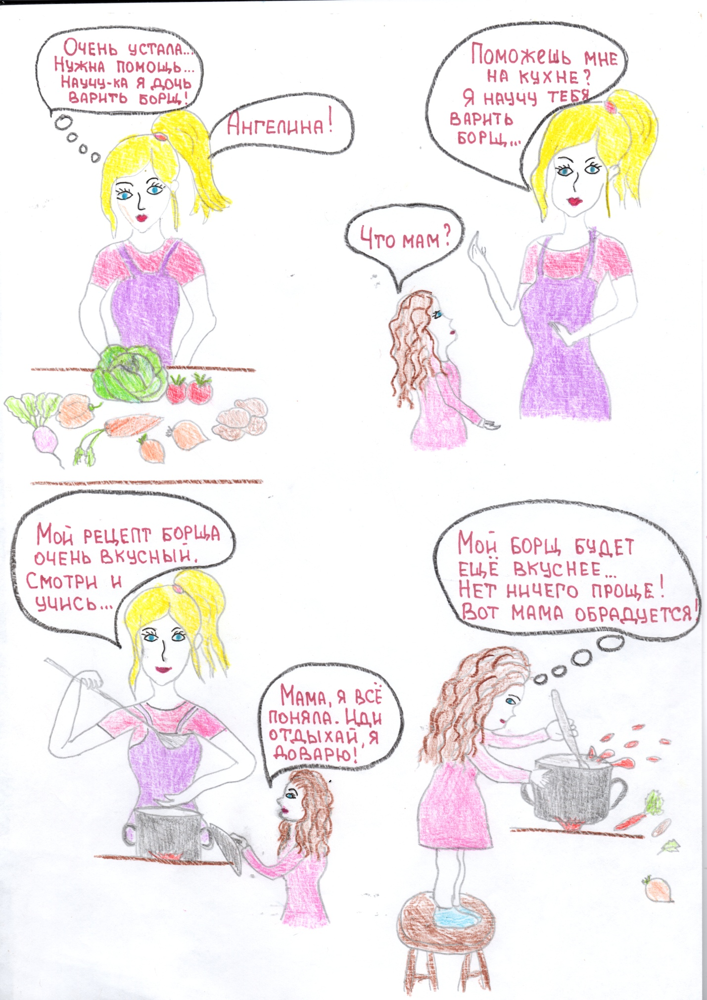 Очень устала...
Нужна помощь...
Научу-ка я дочь
варить борщ!
Ангелина!
Поможешь мне
на кухне?
Я научу тебя
варить
борщ...
Что мам?
Мой рецепт борща
очень вкусный.
Смотри и
учись...
Мама, я всё
поняла. Иди
отдыхай, я
доварю!
Мой борщ будет
ещё вкуснее...
Нет ничего проще!
Вот мама обрадуется!